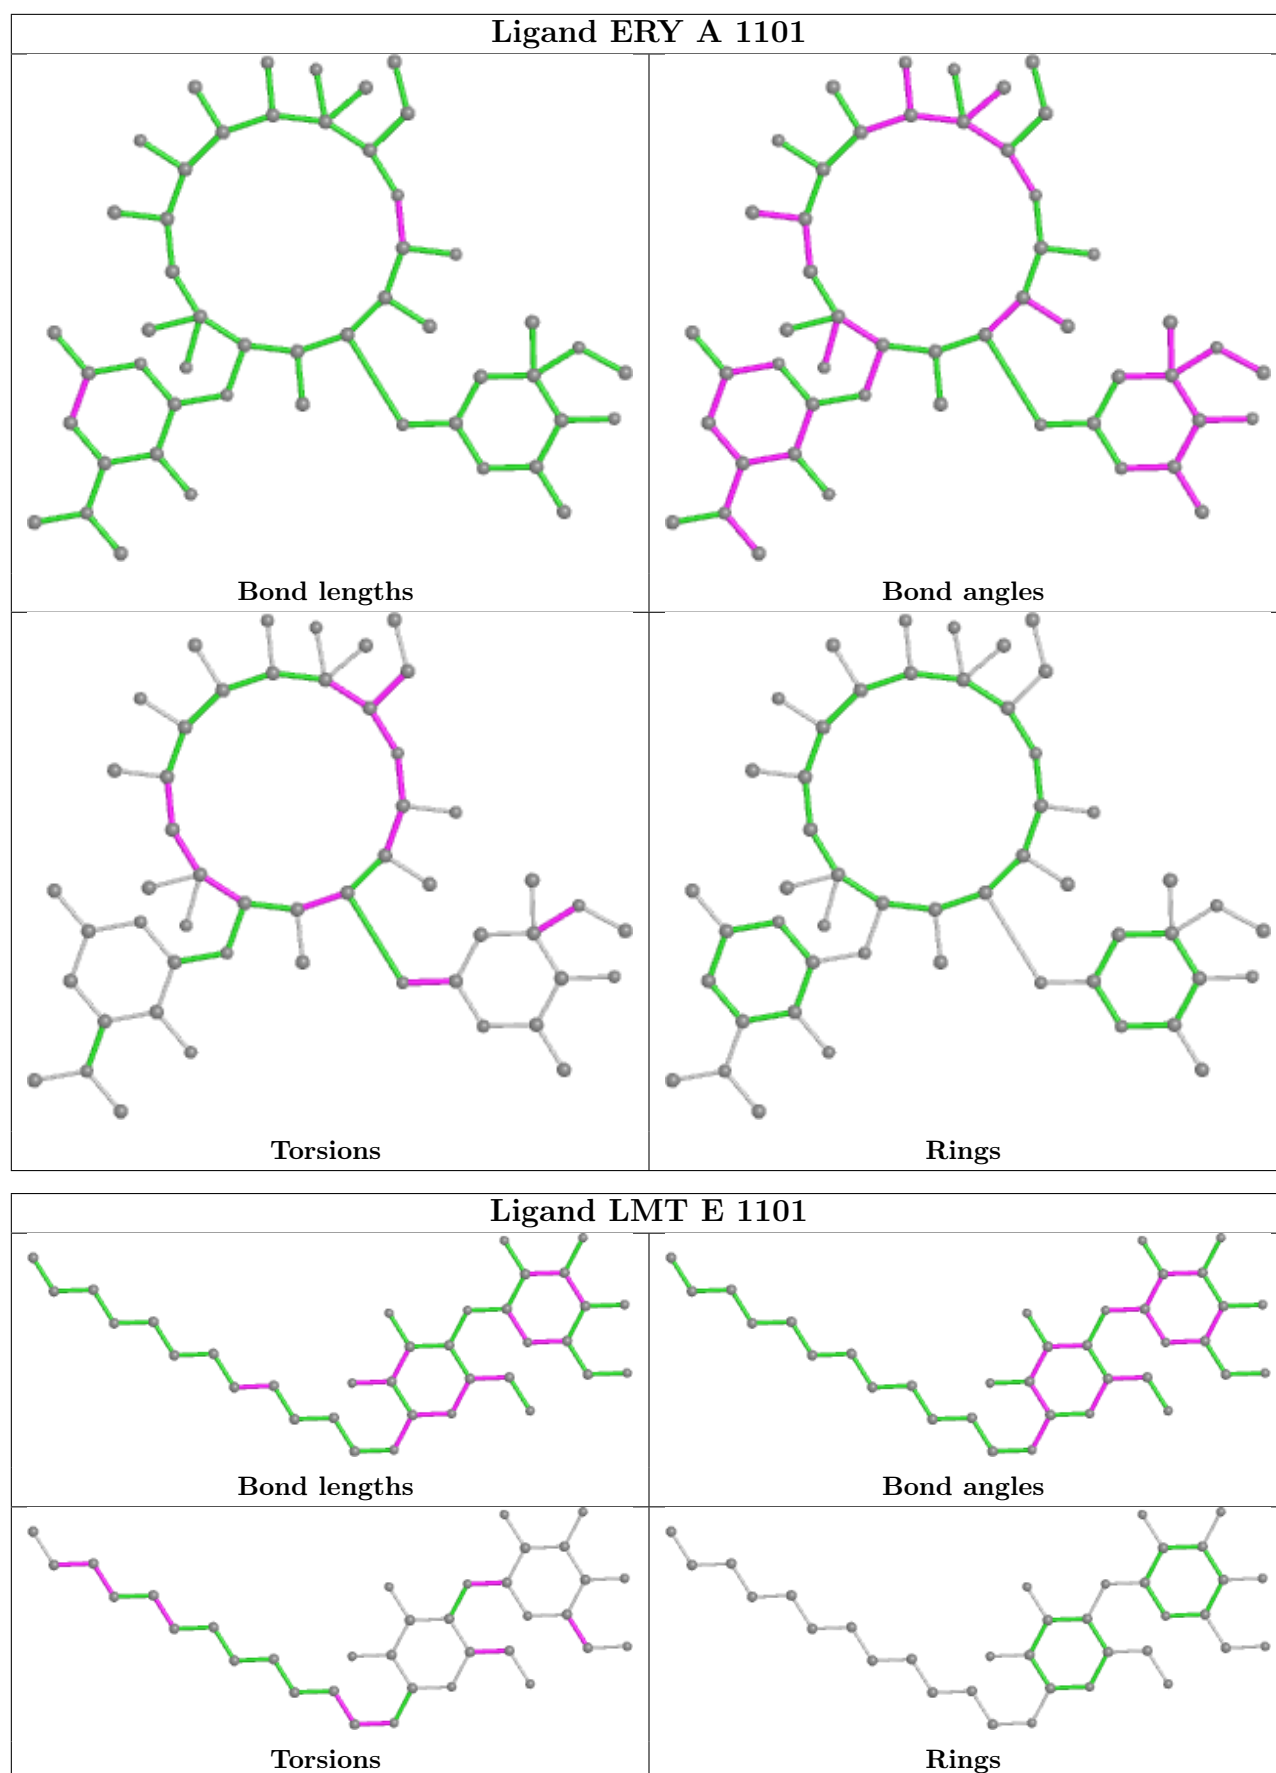 Ligand ERY A 1101
Bond lengths
Bond angles
Torsions
Rings
Ligand LMT E 1101
Bond lengths
Bond angles
Torsions
Rings